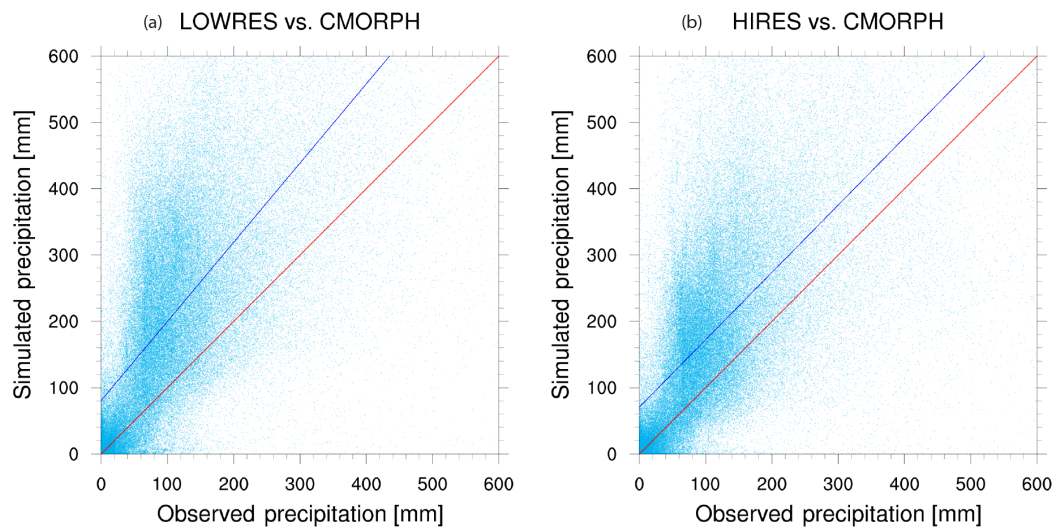 (a) LOWRES vs. CMORPH
600
500
400
300
200
100
0
Simulated precipitation [mm]
0 100 200 300 400 500 600
Observed precipitation [mm]
(b) HIRES vs. CMORPH
600
500
400
300
200
100
0
Simulated precipitation [mm]
0 100 200 300 400 500 600
Observed precipitation [mm]